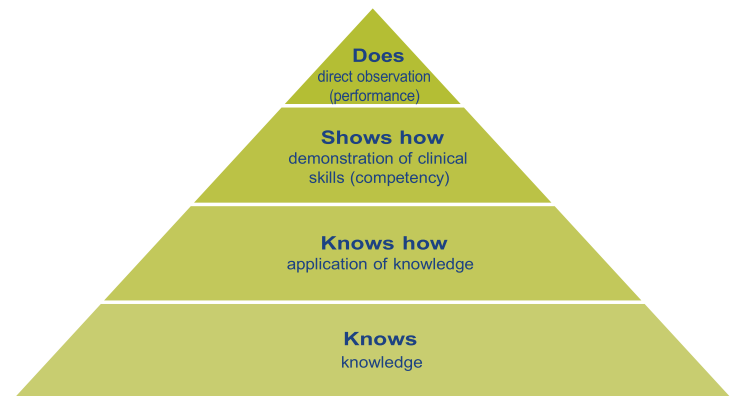 Does
direct observation
(performance)
Shows how
demonstration of clinical
skills (competency)
Knows how
application of knowledge
Knows
knowledge